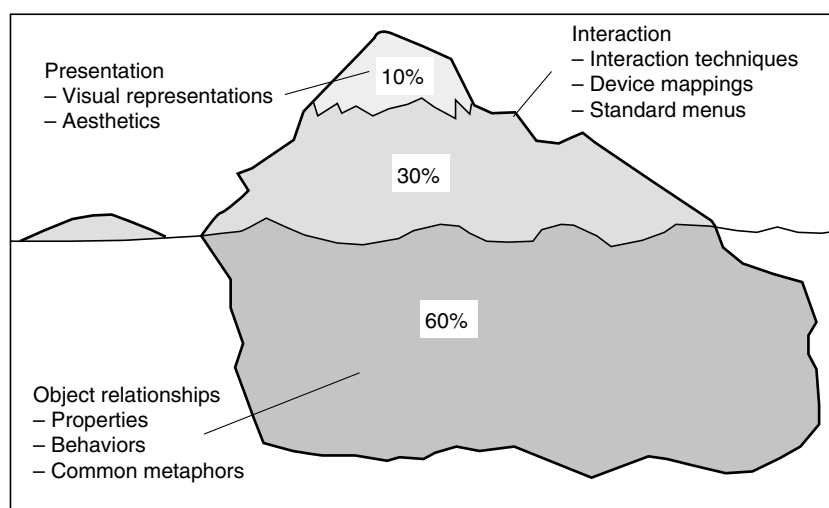 Presentation
– Visual representations
– Aesthetics
10%
Interaction
– Interaction techniques
– Device mappings
– Standard menus
30%
60%
Object relationships
– Properties
– Behaviors
– Common metaphors